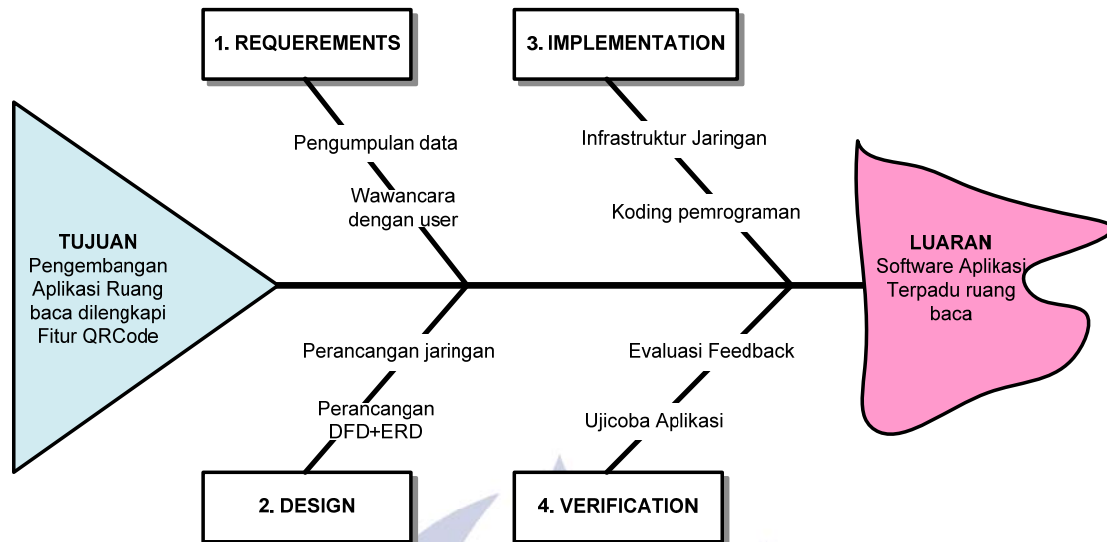 1. REQUEREMENTS
3. IMPLEMENTATION
Pengumpulan data
Wawancara
dengan user
Infrastruktur Jaringan
Koding pemrograman
TUJUAN
Pengembangan
Aplikasi Ruang
baca dilengkapi
Fitur QRCode
LUARAN
Software Aplikasi
Terpadu ruang
baca
Perancangan jaringan
Perancangan
DFD+ERD
Evaluasi Feedback
Ujicoba Aplikasi
2. DESIGN
4. VERIFICATION